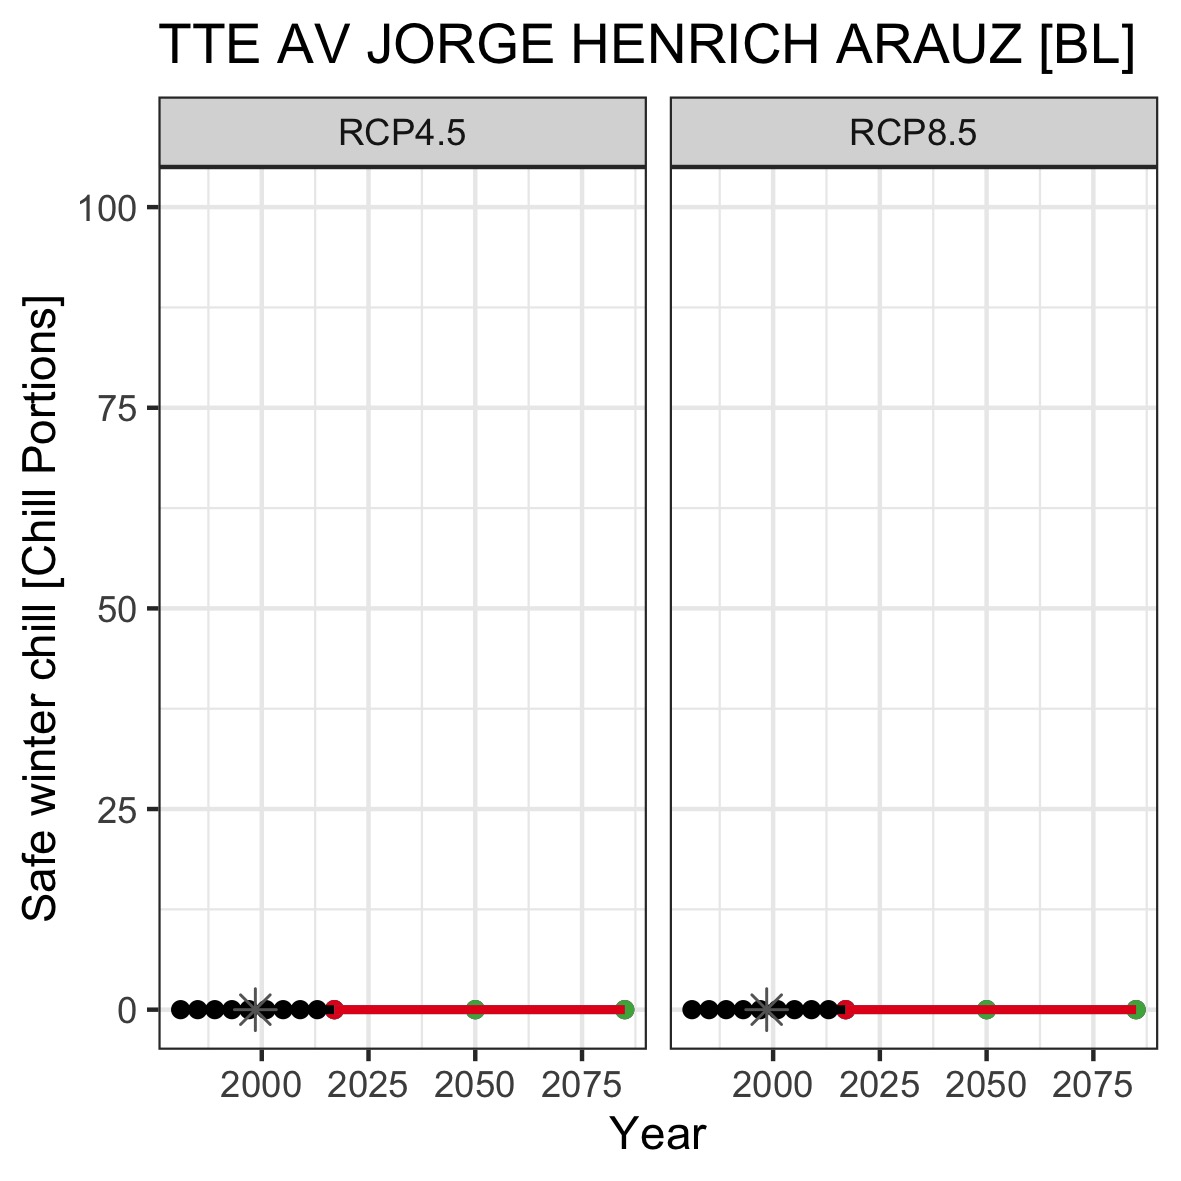 TTE AV JORGE HENRICH ARAUZ [BL]
RCP4.5 RCP8.5
Safe winter chill [Chill Portions]
100
75
50
25
0
2000 2025 2050 2075 2000 2025 2050 2075
Year